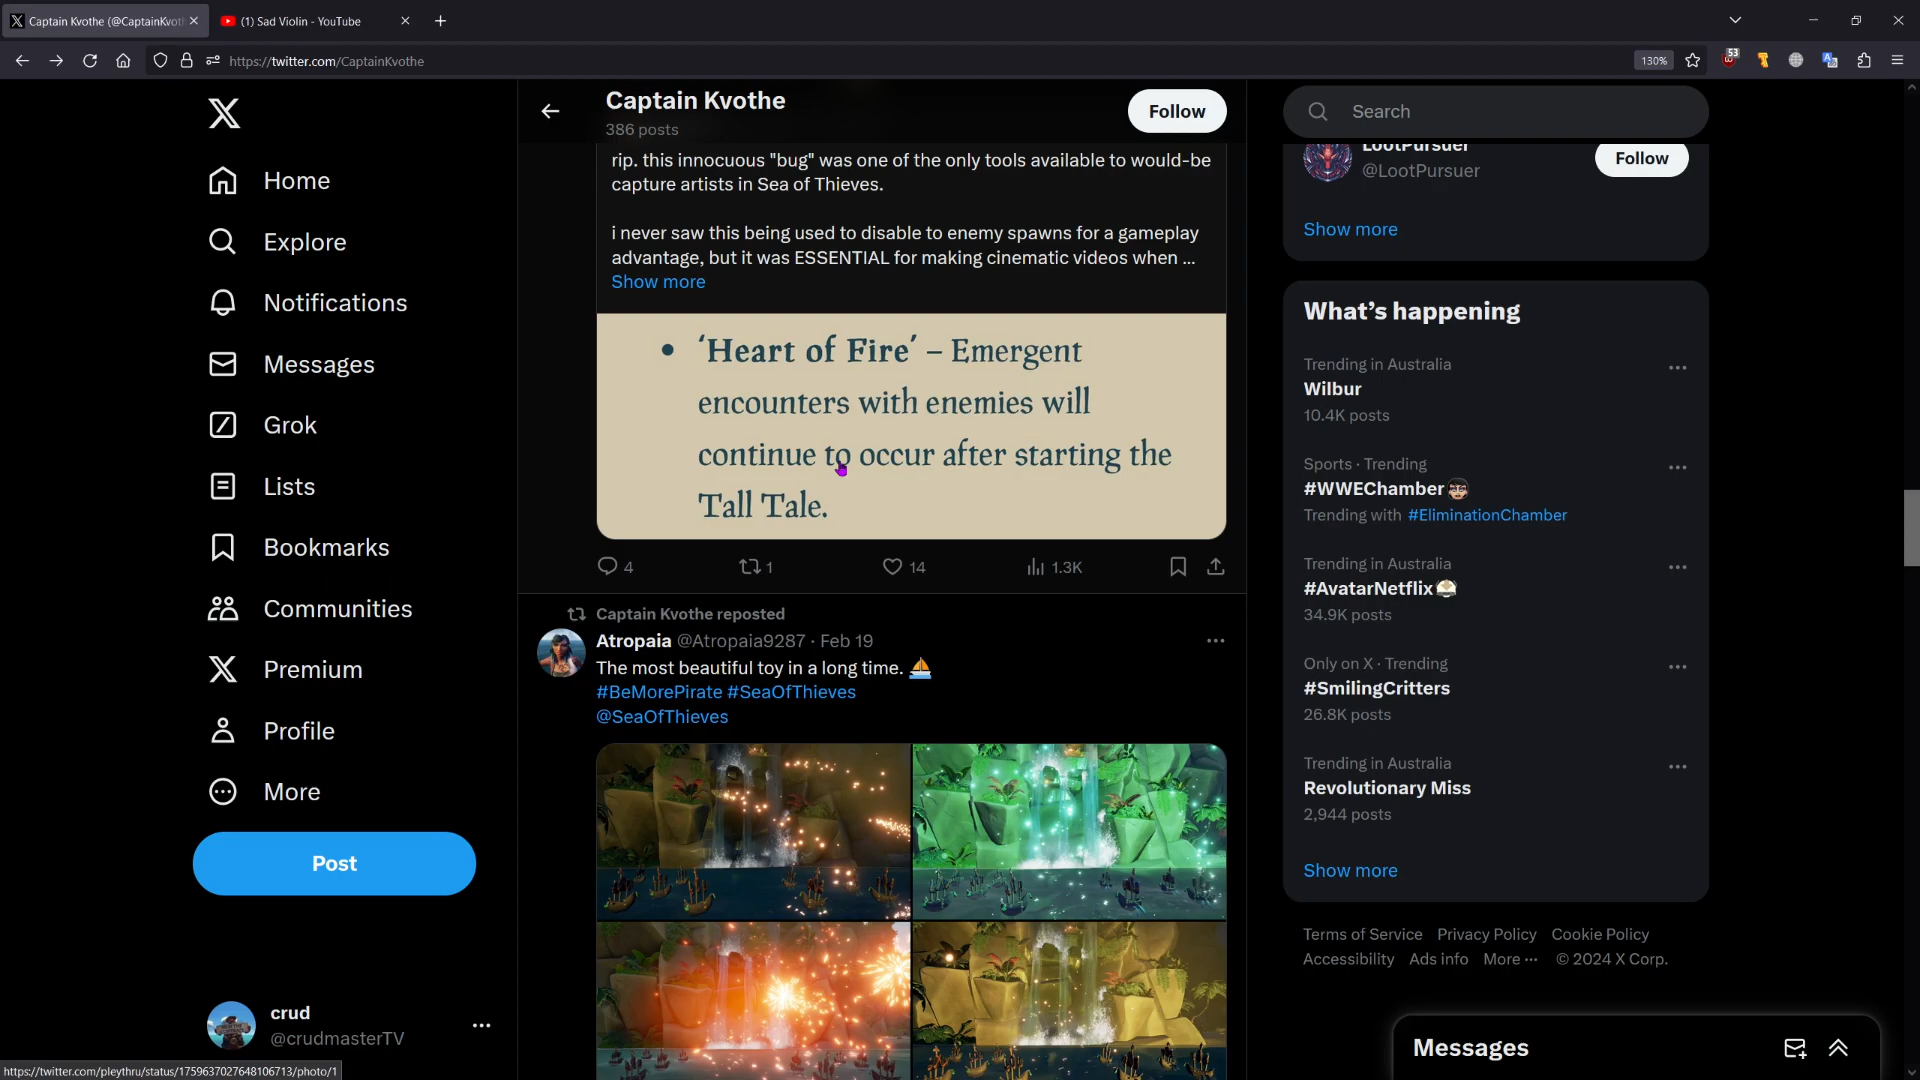 Captain Kvothe (@CaptainKvoth
(1) Sad Violin - YouTube
https://twitter.com/CaptainKvothe
130%
53
Home
Explore
Notifications
Messages
Grok
Lists
Bookmarks
Communities
Premium
Profile
More
Post
crud
@crudmasterTV
https://twitter.com/pleythru/status/1759637027648106713/photo/1
Captain Kvothe
386 posts
Follow
rip. this innocuous "bug" was one of the only tools available to would-be
capture artists in Sea of Thieves.
i never saw this being used to disable to enemy spawns for a gameplay
advantage, but it was ESSENTIAL for making cinematic videos when ...
Show more
• ‘Heart of Fire’ – Emergent
encounters with enemies will
continue to occur after starting the
Tall Tale.
4
1
14
1.3K
Captain Kvothe reposted
Atropaia @Atropaia9287 · Feb 19
The most beautiful toy in a long time. ⛵
#BeMorePirate #SeaOfThieves
@SeaOfThieves
Search
LootPursuer
@LootPursuer
Follow
Show more
What’s happening
Trending in Australia
Wilbur
10.4K posts
Sports · Trending
#WWEChamber
Trending with #EliminationChamber
Trending in Australia
#AvatarNetflix
34.9K posts
Only on X · Trending
#SmilingCritters
26.8K posts
Trending in Australia
Revolutionary Miss
2,944 posts
Show more
Terms of Service Privacy Policy Cookie Policy
Accessibility Ads info More ··· © 2024 X Corp.
Messages